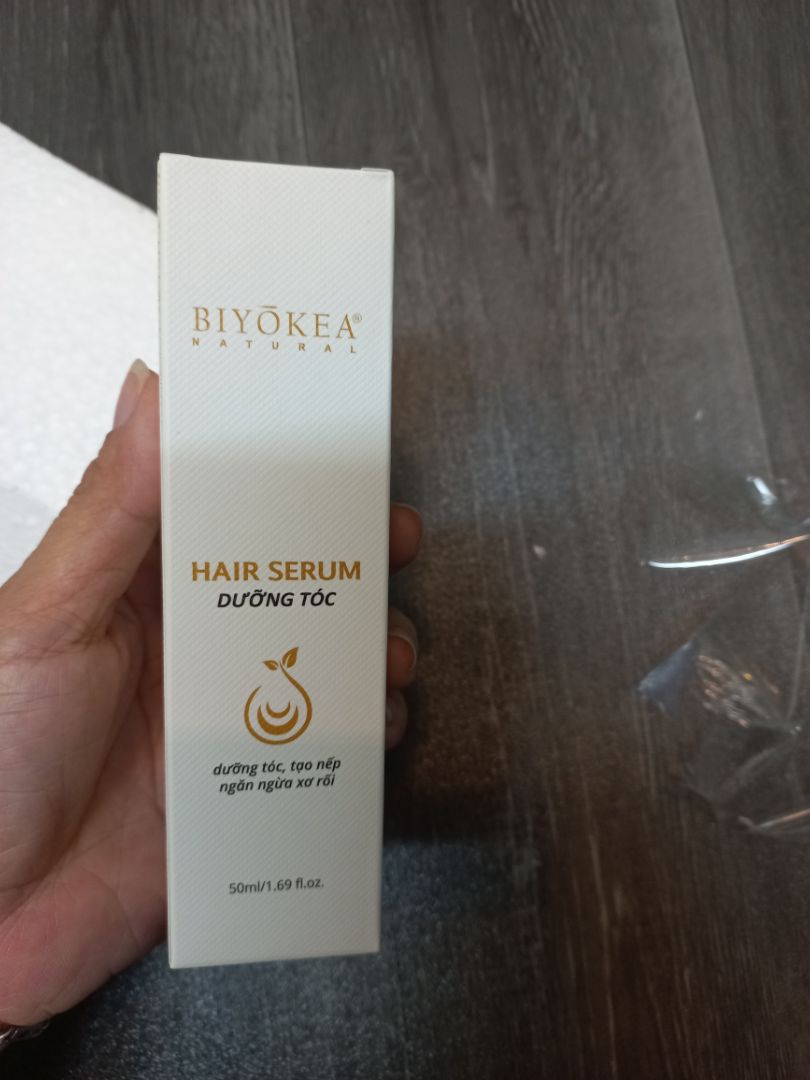 BIYŌKEA®
NATURAL
HAIR SERUM
DƯỠNG TÓC
dưỡng tóc, tạo nếp
ngăn ngừa xơ rối
50ml/1.69 fl.oz.